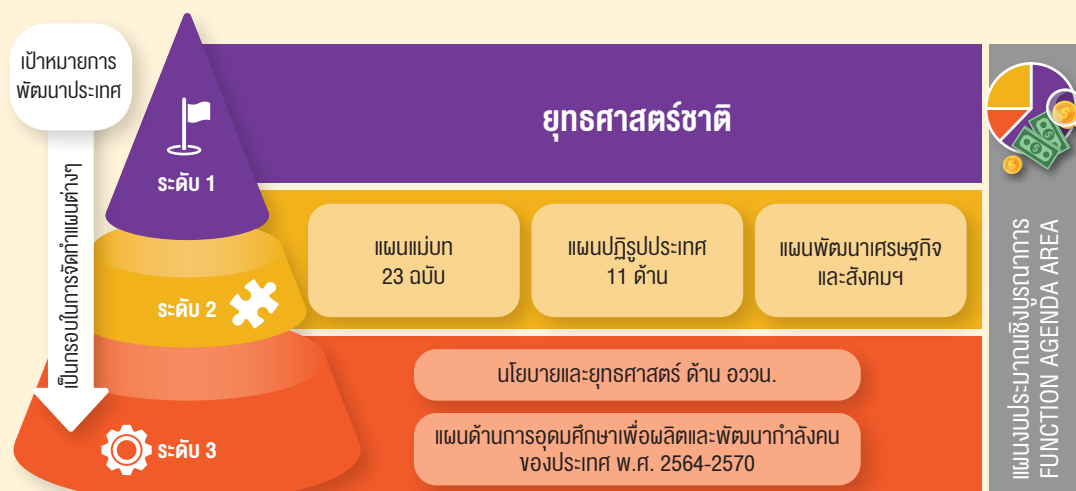 เป้าหมายการ
พัฒนาประเทศ
เป็นกรอบในการจัดทำแผนต่างๆ
ระดับ 1
ยุทธศาสตร์ชาติ
ระดับ 2
แผนแม่บท
23 ฉบับ
แผนปฏิรูปประเทศ
11 ด้าน
แผนพัฒนาเศรษฐกิจ
และสังคมฯ
ระดับ 3
นโยบายและยุทธศาสตร์ ด้าน อววน.
แผนด้านการอุดมศึกษาเพื่อผลิตและพัฒนากำลังคน
ของประเทศ พ.ศ. 2564-2570
แผนงบประมาณเชิงบูรณาการ
FUNCTION AGENDA AREA